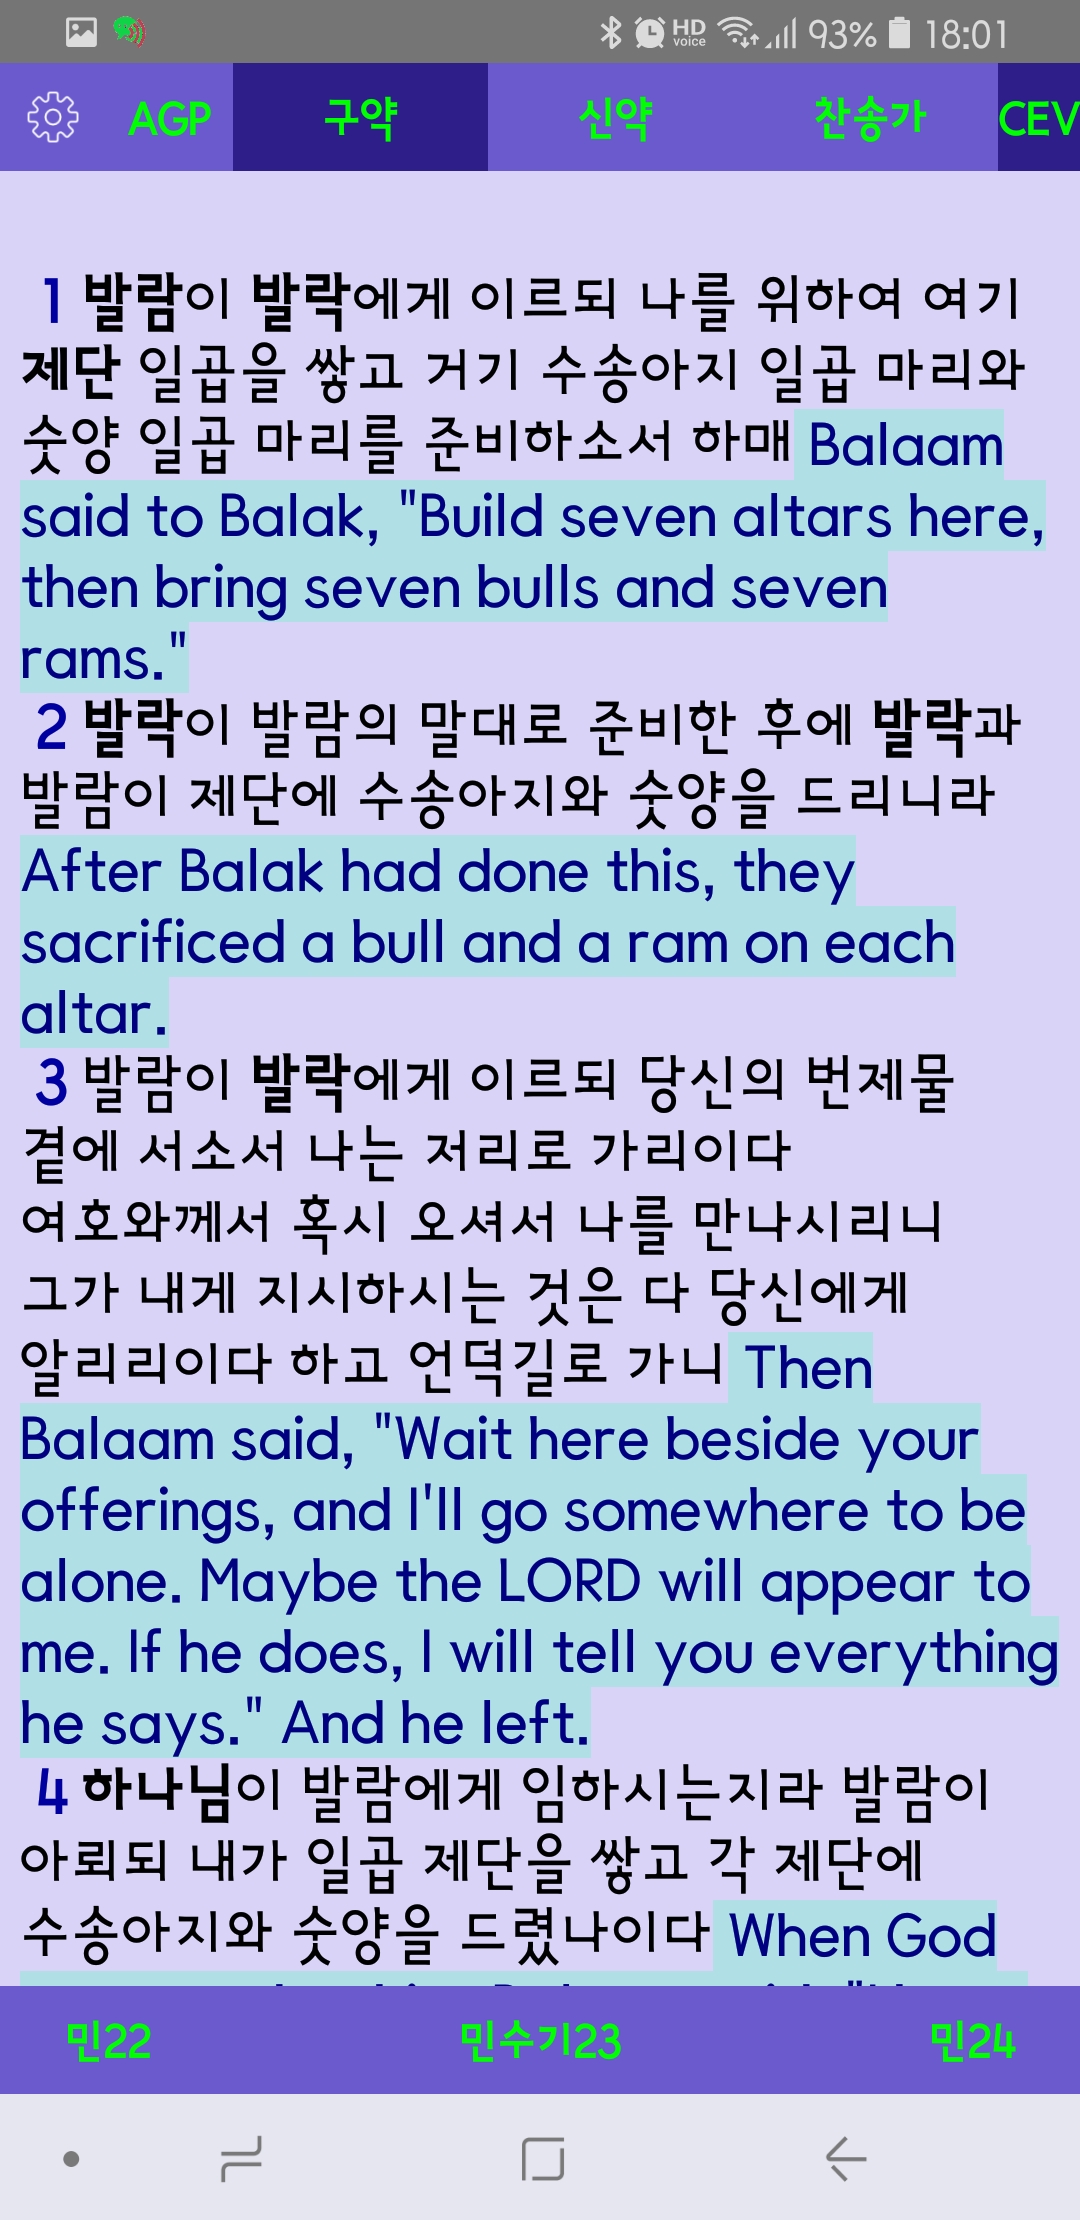 HD voice 93% 18:01
AGP 구약 신약 찬송가 CEV
1 발람이 발락에게 이르되 나를 위하여 여기
제단 일곱을 쌓고 거기 수송아지 일곱 마리와
숫양 일곱 마리를 준비하소서 하매 Balaam
said to Balak, "Build seven altars here,
then bring seven bulls and seven
rams."
2 발락이 발람의 말대로 준비한 후에 발락과
발람이 제단에 수송아지와 숫양을 드리니라
After Balak had done this, they
sacrificed a bull and a ram on each
altar.
3 발람이 발락에게 이르되 당신의 번제물
곁에 서소서 나는 저리로 가리이다
여호와께서 혹시 오셔서 나를 만나시리니
그가 내게 지시하시는 것은 다 당신에게
알리리이다 하고 언덕길로 가니 Then
Balaam said, "Wait here beside your
offerings, and I'll go somewhere to be
alone. Maybe the LORD will appear to
me. If he does, I will tell you everything
he says." And he left.
4 하나님이 발람에게 임하시는지라 발람이
아뢰되 내가 일곱 제단을 쌓고 각 제단에
수송아지와 숫양을 드렸나이다 When God
민22 민수기23 민24